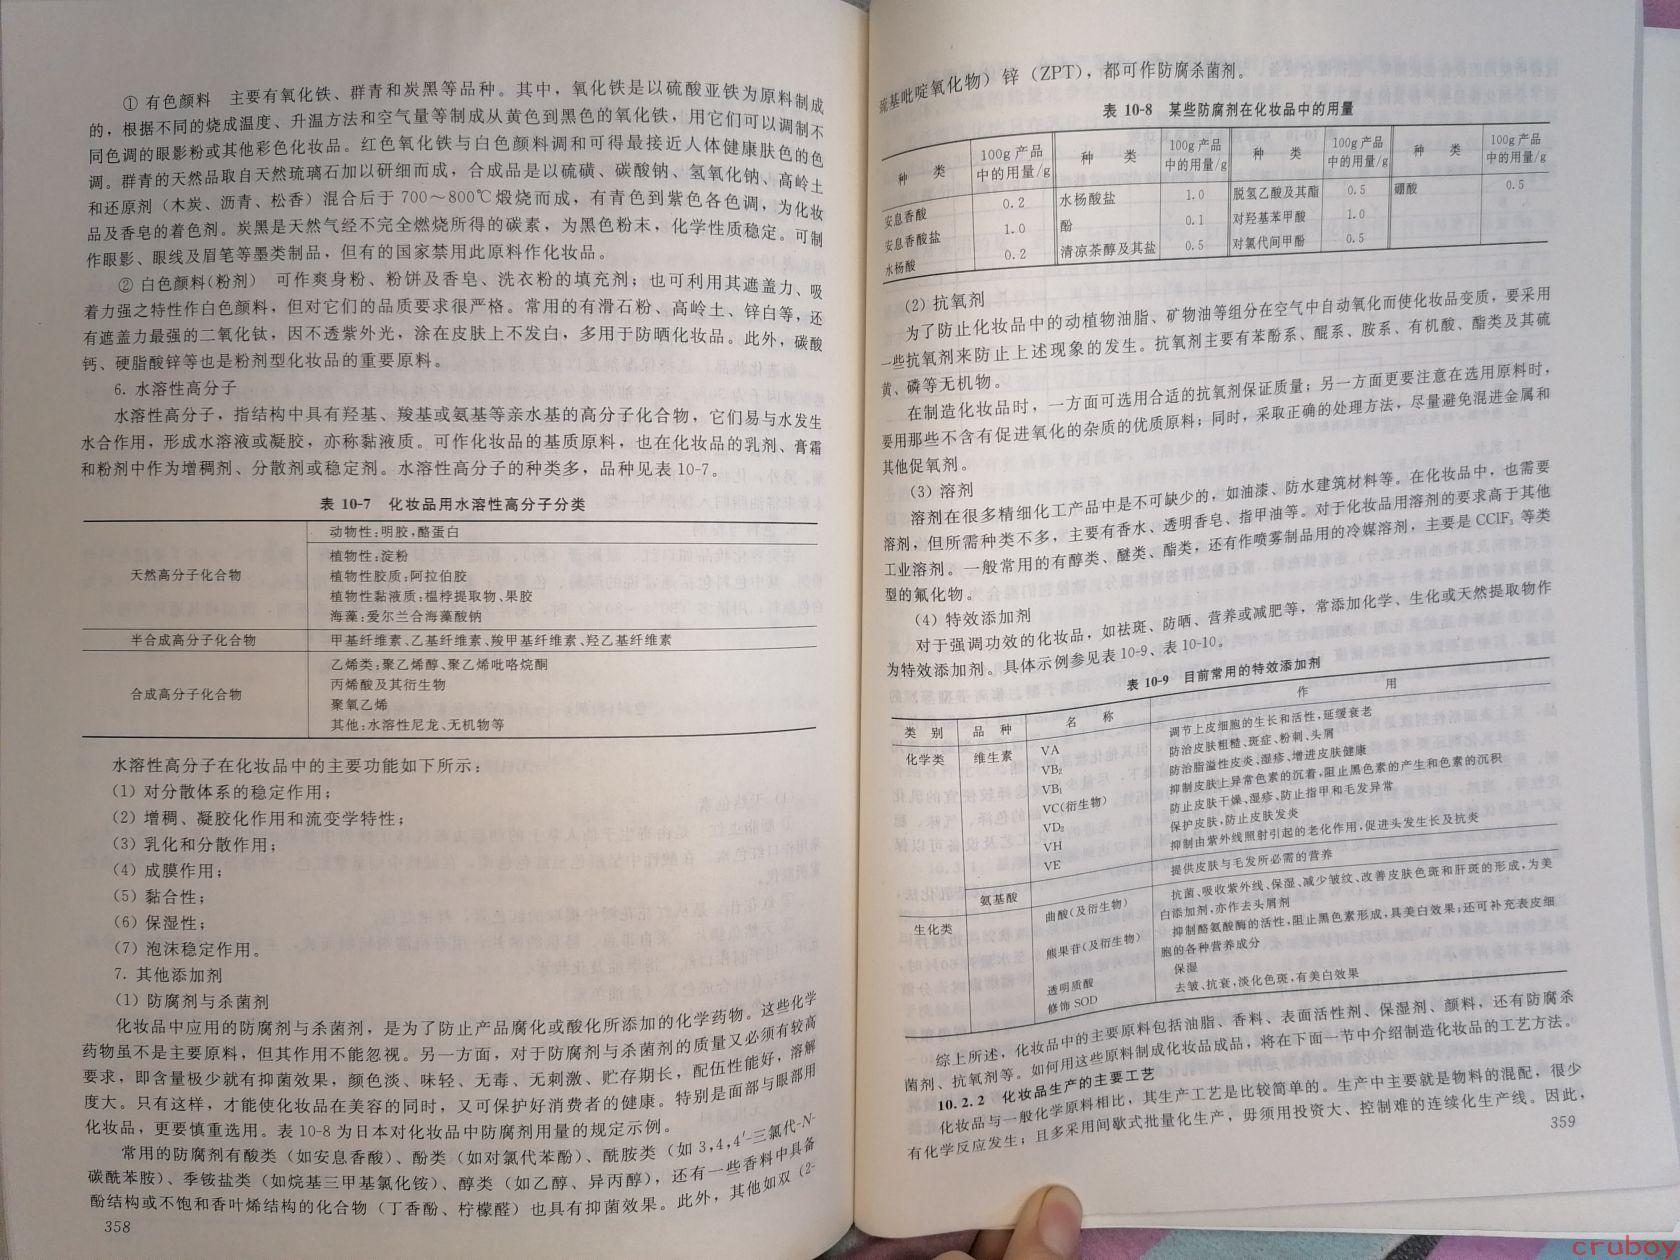 ① 有色颜料　主要有氧化铁、群青和炭黑等品种。其中，氧化铁是以硫酸亚铁为原料制成
的，根据不同的烧成温度、升温方法和空气量等制成从黄色到黑色的氧化铁，用它们可以调制不
同色调的眼影粉或其他彩色化妆品。红色氧化铁与白色颜料调和可得最接近人体健康肤色的色
调。群青的天然品取自天然琉璃石加以研细而成，合成品是以硫磺、碳酸钠、氢氧化钠、高岭土
和还原剂（木炭、沥青、松香）混合后于 700～800℃煅烧而成，有青色到紫色各色调，为化妆
品及香皂的着色剂。炭黑是天然气经不完全燃烧所得的碳素，为黑色粉末，化学性质稳定。可制
作眼影、眼线及眉笔等墨类制品，但有的国家禁用此原料作化妆品。
② 白色颜料(粉剂)　可作爽身粉、粉饼及香皂、洗衣粉的填充剂；也可利用其遮盖力、吸
着力强之特性作白色颜料，但对它们的品质要求很严格。常用的有滑石粉、高岭土、锌白等，还
有遮盖力最强的二氧化钛，因不透紫外光，涂在皮肤上不发白，多用于防晒化妆品。此外，碳酸
钙、硬脂酸锌等也是粉剂型化妆品的重要原料。
6. 水溶性高分子
水溶性高分子，指结构中具有羟基、羧基或氨基等亲水基的高分子化合物，它们易与水发生
水合作用，形成水溶液或凝胶，亦称黏液质。可作化妆品的基质原料，也在化妆品的乳剂、膏霜
和粉剂中作为增稠剂、分散剂或稳定剂。水溶性高分子的种类多，品种见表 10-7。
表 10-7　化妆品用水溶性高分子分类
动物性:明胶,酪蛋白
植物性:淀粉
天然高分子化合物 植物性胶质:阿拉伯胶
植物性黏液质:榅桲提取物、果胶
海藻:爱尔兰合海藻酸钠
半合成高分子化合物 甲基纤维素、乙基纤维素、羧甲基纤维素、羟乙基纤维素
乙烯类:聚乙烯醇、聚乙烯吡咯烷酮
丙烯酸及其衍生物
合成高分子化合物 聚氧乙烯
其他:水溶性尼龙、无机物等
水溶性高分子在化妆品中的主要功能如下所示：
（1）对分散体系的稳定作用；
（2）增稠、凝胶化作用和流变学特性；
（3）乳化和分散作用；
（4）成膜作用；
（5）黏合性；
（6）保湿性；
（7）泡沫稳定作用。
7. 其他添加剂
（1）防腐剂与杀菌剂
化妆品中应用的防腐剂与杀菌剂，是为了防止产品腐化或酸化所添加的化学药物。这些化学
药物虽不是主要原料，但其作用不能忽视。另一方面，对于防腐剂与杀菌剂的质量又必须有较高
要求，即含量极少就有抑菌效果，颜色淡、味轻、无毒、无刺激、贮存期长，配伍性能好，溶解
度大。只有这样，才能使化妆品在美容的同时，又可保护好消费者的健康。特别是面部与眼部用
化妆品，更要慎重选用。表 10-8 为日本对化妆品中防腐剂用量的规定示例。
常用的防腐剂有酸类（如安息香酸）、酚类（如对氯代苯酚）、酰胺类（如 3,4,4′-三氯代-N-
碳酰苯胺）、季铵盐类（如烷基三甲基氯化铵）、醇类（如乙醇、异丙醇），还有一些香料中具备
酚结构或不饱和香叶烯结构的化合物（丁香酚、柠檬醛）也具有抑菌效果。此外，其他如双（2-
358
巯基吡啶氧化物）锌（ZPT），都可作防腐杀菌剂。
表 10-8　某些防腐剂在化妆品中的用量
种　类 100g 产品中的用量/g 种　类 100g 产品中的用量/g 种　类 100g 产品中的用量/g 种　类 100g 产品中的用量/g
安息香酸 0.2 水杨酸盐 1.0 脱氢乙酸及其酯 0.5 硼酸 0.5
安息香酸盐 1.0 酚 0.1 对羟基苯甲酸 1.0
水杨酸 0.2 清凉茶醇及其盐 0.5 对氯代间甲酚 0.5
（2）抗氧剂
为了防止化妆品中的动植物油脂、矿物油等组分在空气中自动氧化而使化妆品变质，要采用
一些抗氧剂来防止上述现象的发生。抗氧剂主要有苯酚系、醌系、胺系、有机酸、酯类及其硫
黄、磷等无机物。
在制造化妆品时，一方面可选用合适的抗氧剂保证质量；另一方面更要注意在选用原料时，
要用那些不含有促进氧化的杂质的优质原料；同时，采取正确的处理方法，尽量避免混进金属和
其他促氧剂。
（3）溶剂
溶剂在很多精细化工产品中是不可缺少的，如油漆、防水建筑材料等。在化妆品中，也需要
溶剂，但所需种类不多，主要有香水、透明香皂、指甲油等。对于化妆品用溶剂的要求高于其他
工业溶剂。一般常用的有醇类、醚类、酯类，还有作喷雾制品用的冷媒溶剂，主要是 CClF₃ 等类
型的氟化物。
（4）特效添加剂
对于强调功效的化妆品，如祛斑、防晒、营养或减肥等，常添加化学、生化或天然提取物作
为特效添加剂。具体示例参见表 10-9、表 10-10。
表 10-9　目前常用的特效添加剂
类　别 品　种 名　称 作　用
化学类 维生素 VA 调节上皮细胞的生长和活性,延缓衰老
VB₂ 防治皮肤粗糙、斑症、粉刺、头屑
VB₁ 防治脂溢性皮炎、湿疹、增进皮肤健康
VC(衍生物) 抑制皮肤上异常色素的沉着,阻止黑色素的产生和色素的沉积
VD₂ 防止皮肤干燥、湿疹、防止指甲和毛发异常
VH 保护皮肤,防止皮肤发炎
VE 抑制由紫外线照射引起的老化作用,促进头发生长及抗炎
氨基酸 提供皮肤与毛发所必需的营养
生化类 曲酸(及衍生物) 抗菌、吸收紫外线、保湿、减少皱纹、改善皮肤色斑和肝斑的形成,为美
白添加剂,亦作去头屑剂
熊果苷(及衍生物) 抑制酪氨酸酶的活性,阻止黑色素形成,具美白效果;还可补充表皮细
胞的各种营养成分
透明质酸 保湿
修饰 SOD 去皱、抗衰,淡化色斑,有美白效果
综上所述，化妆品中的主要原料包括油脂、香料、表面活性剂、保湿剂、颜料，还有防腐杀
菌剂、抗氧剂等。如何用这些原料制成化妆品成品，将在下面一节中介绍制造化妆品的工艺方法。
10.2.2　化妆品生产的主要工艺
化妆品与一般化学原料相比，其生产工艺是比较简单的。生产中主要就是物料的混配，很少
有化学反应发生；且多采用间歇式批量化生产，毋须用投资大、控制难的连续化生产线。因此，
359
cruboy